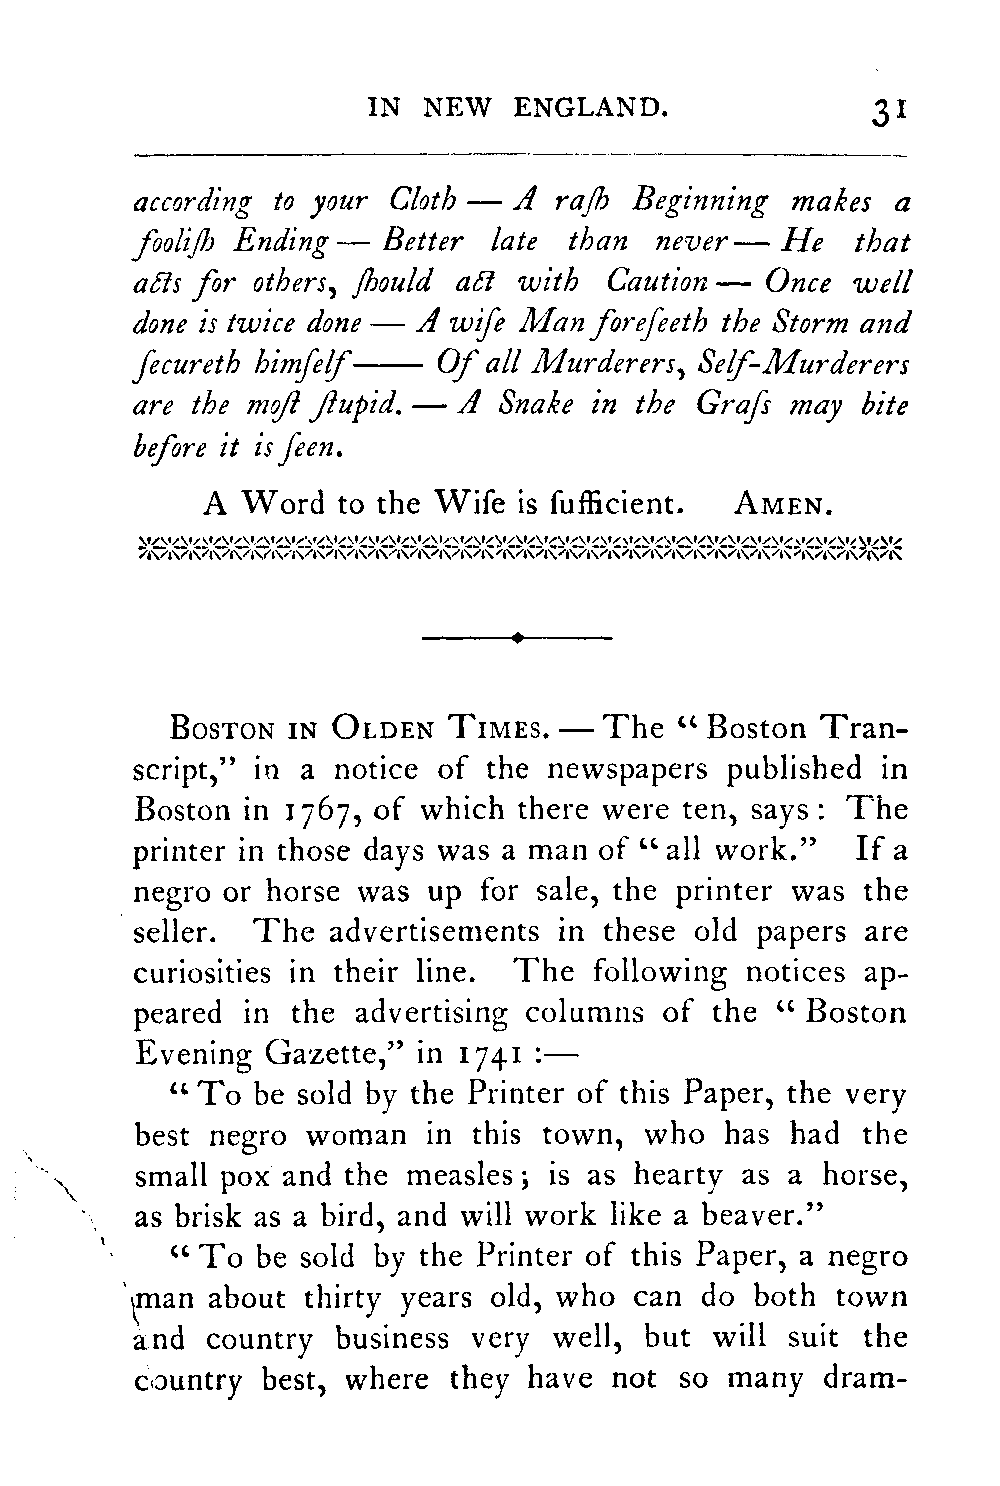 IN NEW ENGLAND. 31
according to your Cloth — A raſh Beginning makes a
fooliſh Ending — Better late than never — He that
acts for others, ſhould act with Caution — Once well
done is twice done — A wiſe Man foreſeeth the Storm and
ſecureth himſelf —— Of all Murderers, Self-Murderers
are the moſt ſtupid. — A Snake in the Graſs may bite
before it is ſeen.
A Word to the Wiſe is ſufficient. AMEN.
BOSTON IN OLDEN TIMES. — The “Boston Tran-
script,” in a notice of the newspapers published in
Boston in 1767, of which there were ten, says: The
printer in those days was a man of “all work.” If a
negro or horse was up for sale, the printer was the
seller. The advertisements in these old papers are
curiosities in their line. The following notices ap-
peared in the advertising columns of the “Boston
Evening Gazette,” in 1741 :—
“To be sold by the Printer of this Paper, the very
best negro woman in this town, who has had the
small pox and the measles; is as hearty as a horse,
as brisk as a bird, and will work like a beaver.”
“To be sold by the Printer of this Paper, a negro
man about thirty years old, who can do both town
and country business very well, but will suit the
country best, where they have not so many dram-